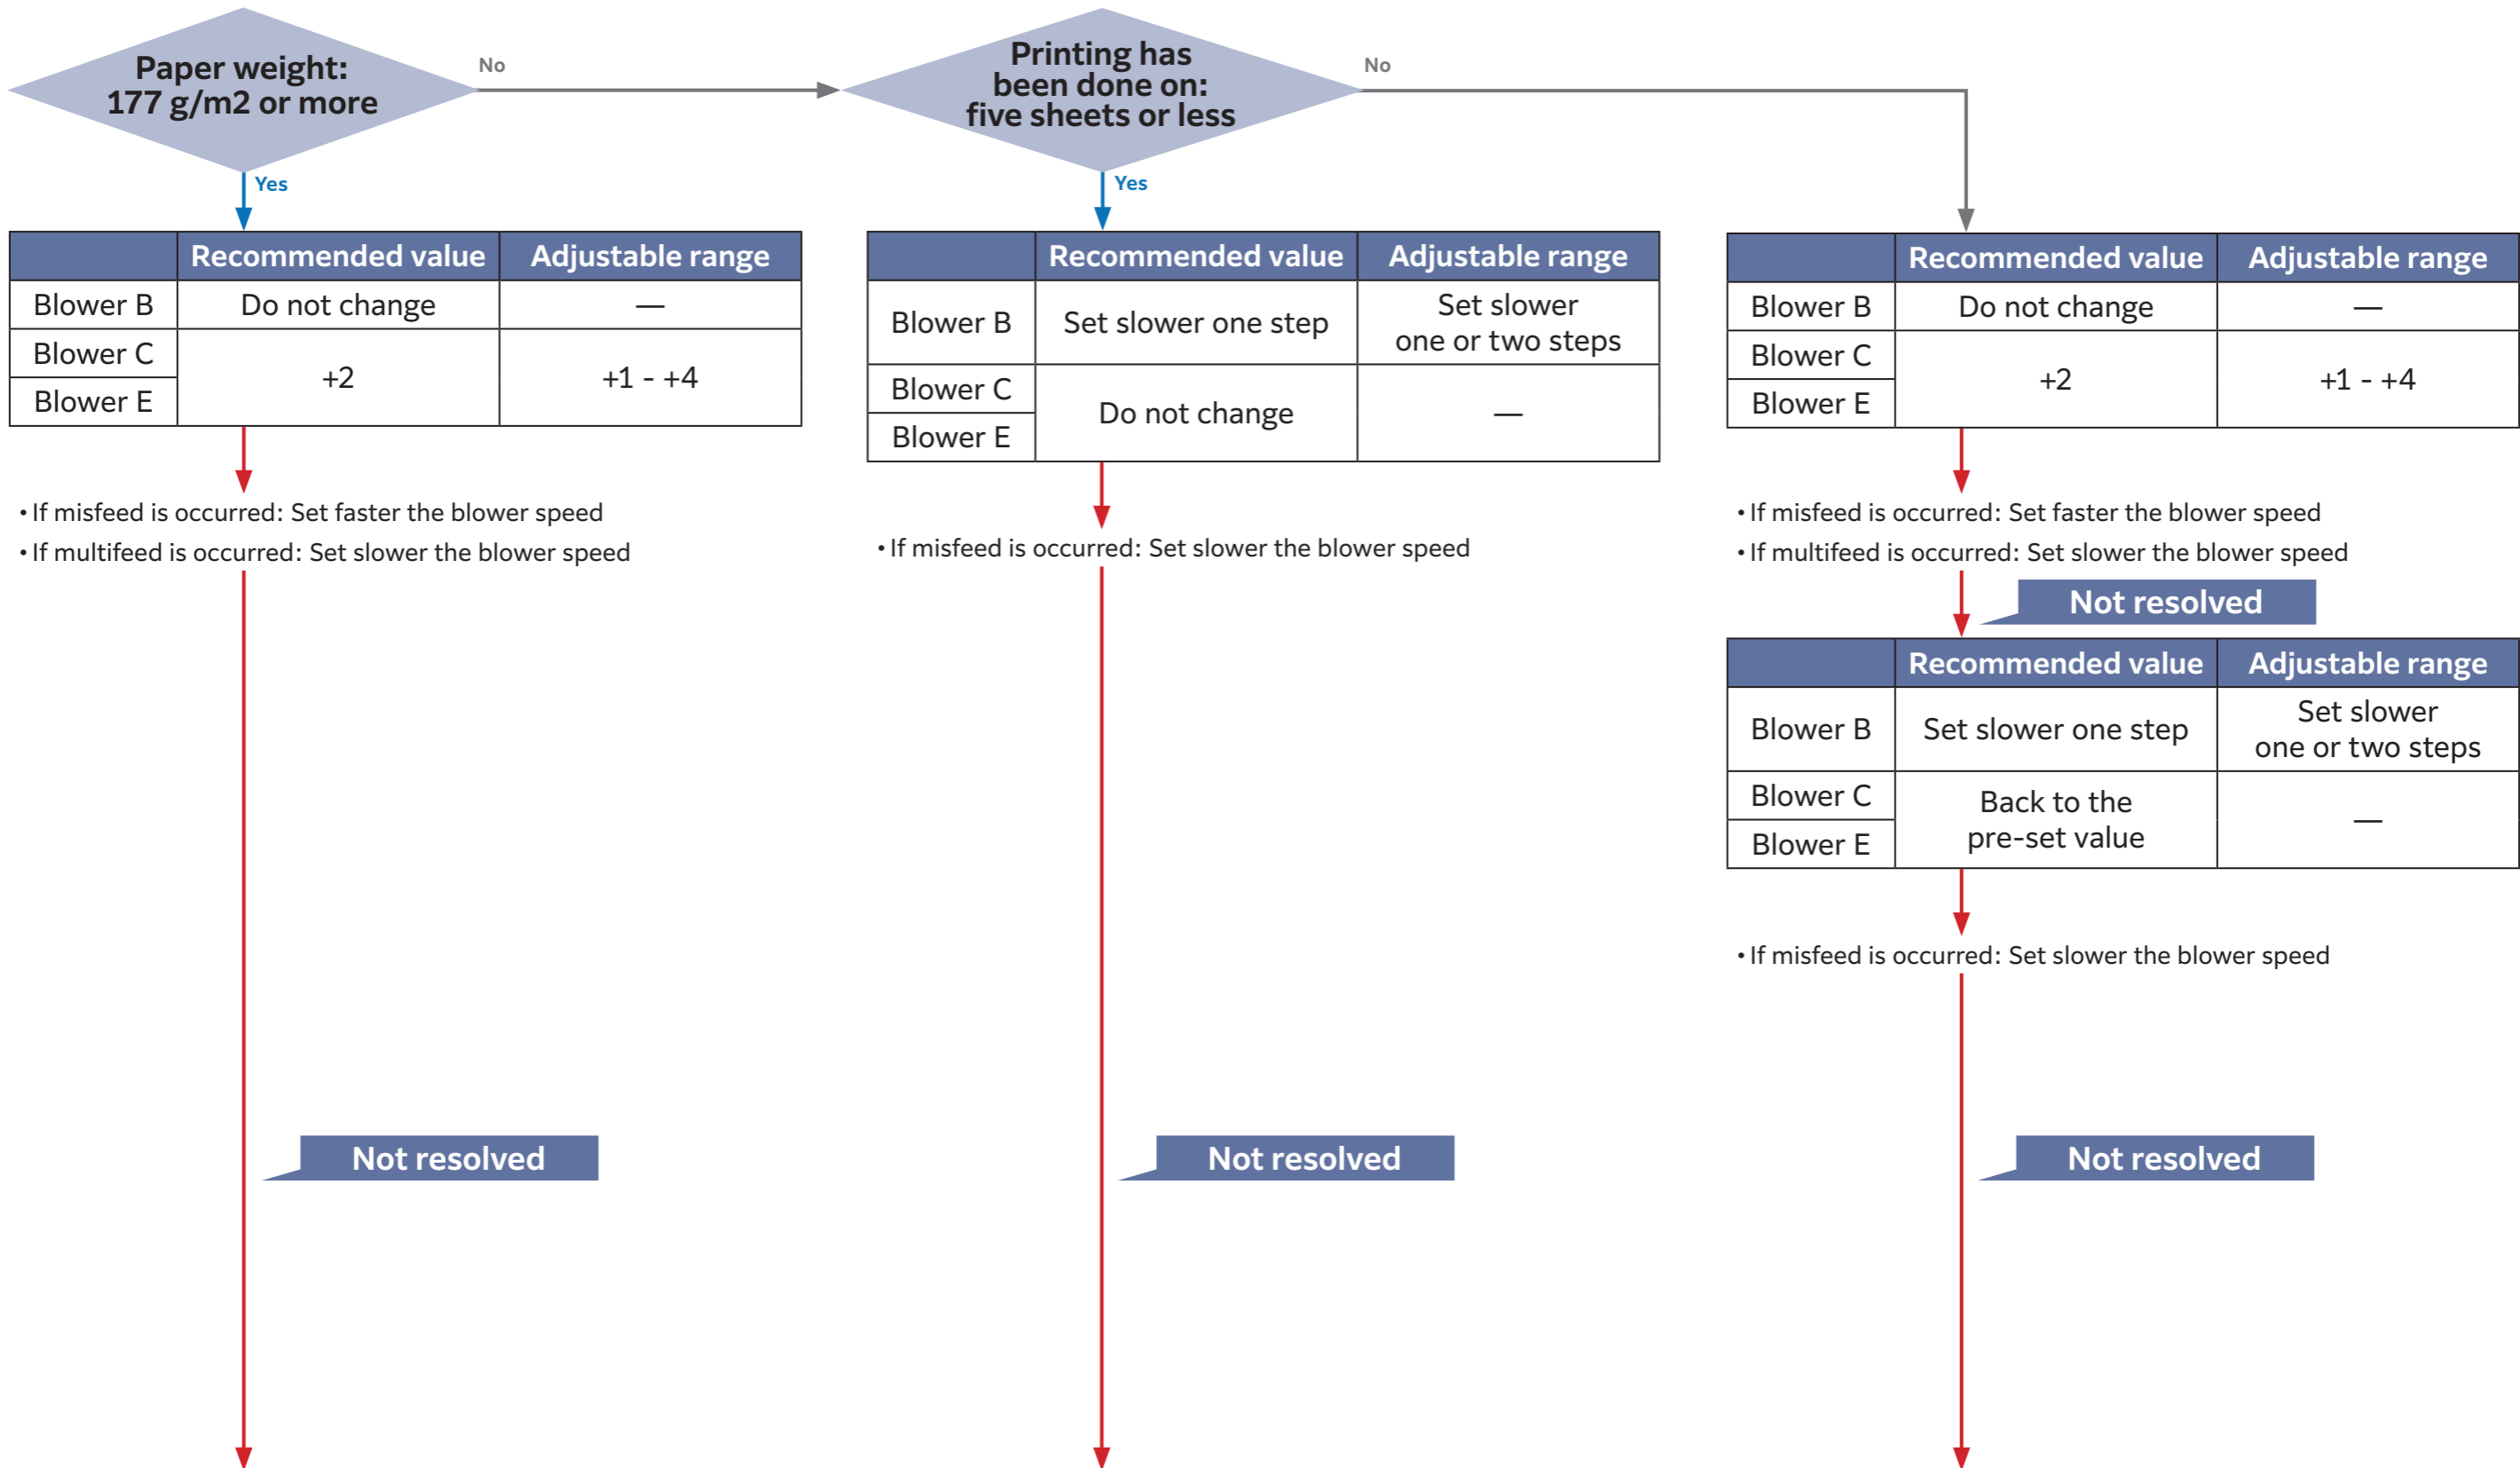 Paper weight:
177 g/m2 or more
No
Yes
Printing has
been done on:
five sheets or less
No
Yes
Recommended value Adjustable range
Blower B Do not change —
Blower C
+2 +1 - +4
Blower E
• If misfeed is occurred: Set faster the blower speed
• If multifeed is occurred: Set slower the blower speed
Not resolved
Recommended value Adjustable range
Blower B Set slower one step Set slower
one or two steps
Blower C
Do not change —
Blower E
• If misfeed is occurred: Set slower the blower speed
Not resolved
Recommended value Adjustable range
Blower B Do not change —
Blower C
+2 +1 - +4
Blower E
• If misfeed is occurred: Set faster the blower speed
• If multifeed is occurred: Set slower the blower speed
Not resolved
Recommended value Adjustable range
Blower B Set slower one step Set slower
one or two steps
Blower C Back to the
pre-set value —
Blower E
• If misfeed is occurred: Set slower the blower speed
Not resolved